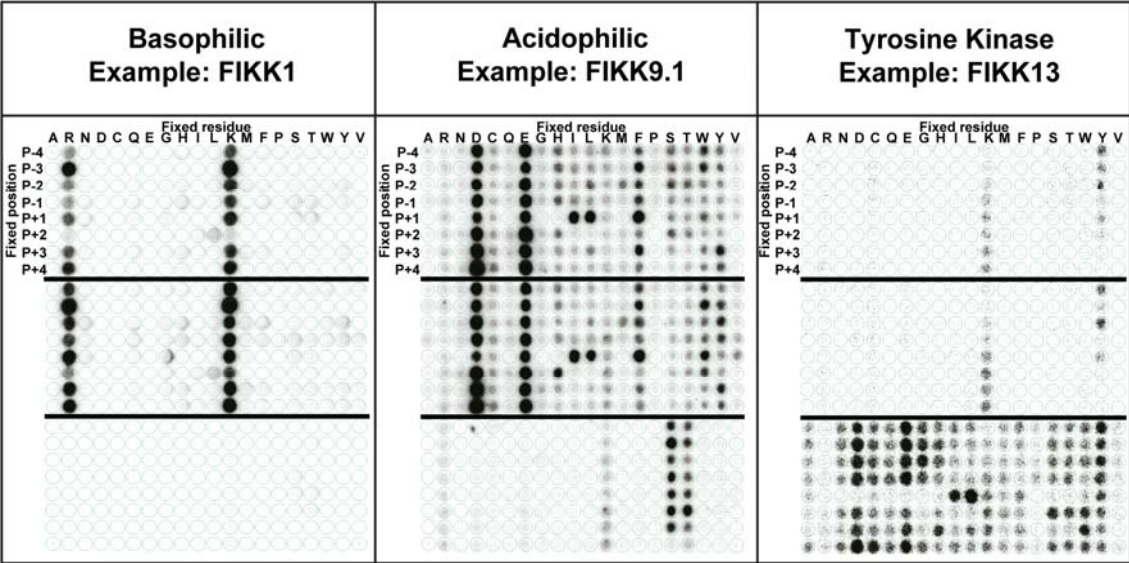 Basophilic
Example: FIKK1
Acidophilic
Example: FIKK9.1
Tyrosine Kinase
Example: FIKK13
Fixed residue
A R N D C Q E G H I L K M F P S T W Y V
Fixed position
P-4
P-3
P-2
P-1
P+1
P+2
P+3
P+4
Fixed residue
A R N D C Q E G H I L K M F P S T W Y V
Fixed position
P-4
P-3
P-2
P-1
P+1
P+2
P+3
P+4
Fixed residue
A R N D C Q E G H I L K M F P S T W Y V
Fixed position
P-4
P-3
P-2
P-1
P+1
P+2
P+3
P+4